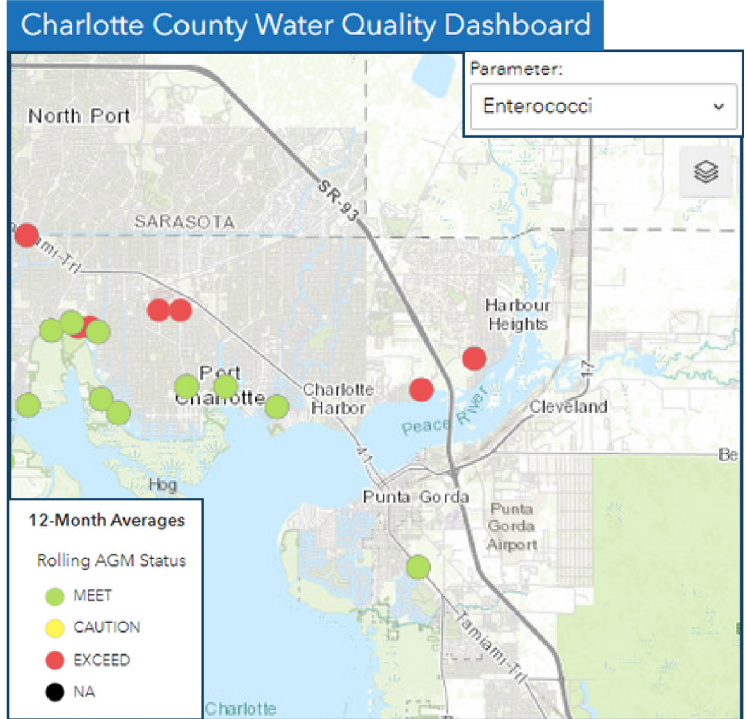 Charlotte County Water Quality Dashboard
Parameter:
Enterococci
North Port
SR-93
SARASOTA
mi-Trl
Harbour
Heights
Port
Charlotte
Charlotte
Harbor
17
Peace River
Cleveland
41
Be
Hog
Punta Gorda
Punta
Gorda
Airport
12-Month Averages
Rolling AGM Status
MEET
CAUTION
EXCEED
NA
Tamiami-Trl
Charlotte